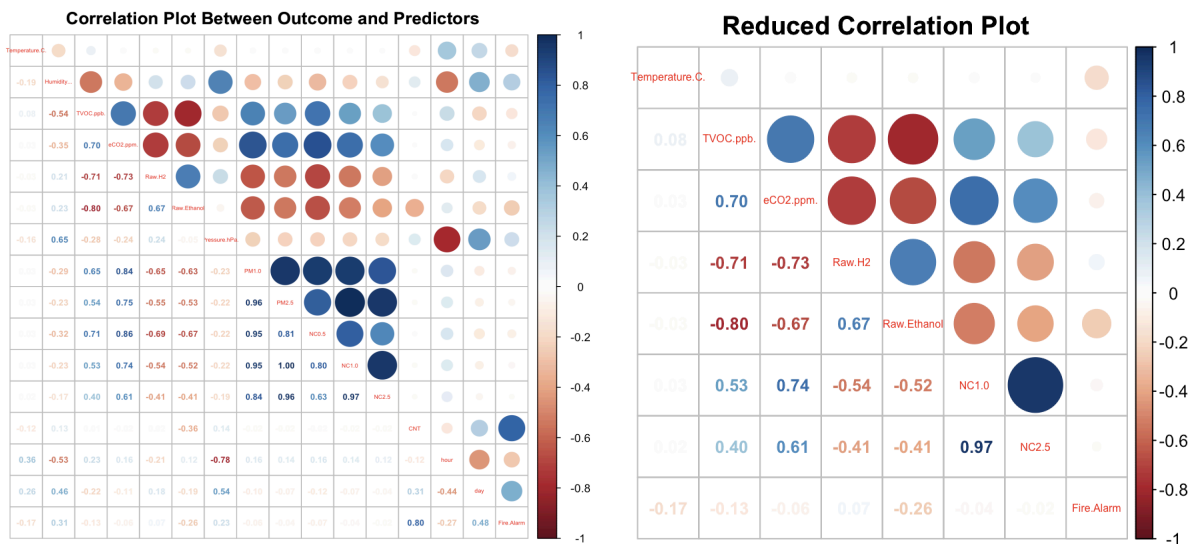 Correlation Plot Between Outcome and Predictors
Temperature.C.
-0.19 Humidity...
-0.54 TVOC.ppb.
-0.35 0.70 eCO2.ppm.
0.21 -0.71 -0.73 Raw.H2
0.23 -0.80 -0.67 0.67 Raw.Ethanol
-0.16 0.65 -0.28 -0.24 0.24 Pressure.hPa.
-0.29 0.65 0.84 -0.65 -0.63 -0.23 PM1.0
-0.23 0.54 0.75 -0.55 -0.53 -0.22 0.96 PM2.5
-0.32 0.71 0.86 -0.69 -0.67 -0.22 0.95 0.81 NC0.5
-0.22 0.53 0.74 -0.54 -0.52 -0.22 0.95 1.00 0.80 NC1.0
-0.17 0.40 0.61 -0.41 -0.41 -0.19 0.84 0.96 0.63 0.97 NC2.5
-0.12 0.13 -0.36 0.14 CNT
0.36 -0.53 0.23 0.16 -0.21 0.12 -0.78 0.16 0.14 0.16 0.14 0.12 -0.12 hour
0.26 0.46 -0.22 -0.11 0.18 -0.19 0.54 -0.10 -0.07 -0.12 0.31 -0.44 day
-0.17 0.31 -0.13 0.07 -0.26 0.23 0.80 -0.27 0.48 Fire.Alarm
1
0.8
0.6
0.4
0.2
0
-0.2
-0.4
-0.6
-0.8
-1
Reduced Correlation Plot
Temperature.C.
0.08 TVOC.ppb.
0.03 0.70 eCO2.ppm.
-0.03 -0.71 -0.73 Raw.H2
-0.03 -0.80 -0.67 0.67 Raw.Ethanol
0.03 0.53 0.74 -0.54 -0.52 NC1.0
0.02 0.40 0.61 -0.41 -0.41 0.97 NC2.5
-0.17 -0.13 -0.06 0.07 -0.26 -0.04 -0.02 Fire.Alarm
1
0.8
0.6
0.4
0.2
0
-0.2
-0.4
-0.6
-0.8
-1